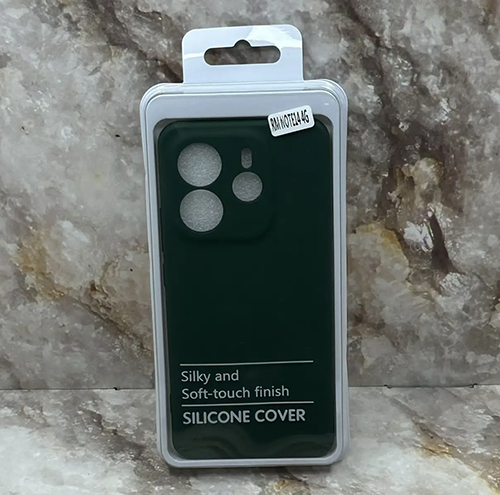 RM NOTE14 4G
Silky and
Soft-touch finish
SILICONE COVER